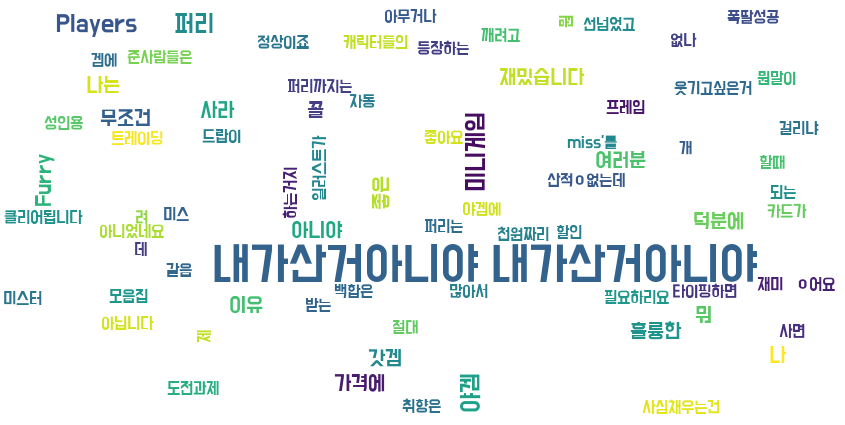 아무거나
폭딸성공
Players
퍼리
선넘었고
깨려고
정상이죠
캐릭터들의
등장하는
없나
겜에
준사람들은
재밌습니다
뭔말이
나는
퍼리까지는
웃기고싶은거
자동
사라
꼴
프레임
무조건
성인용
트레이딩
드랍이
좋아요
miss'를
걸리냐
개
미니게임
여러분
할때
일러스트가
Furry
하는거지
산적ㅇ없는데
되는
좁은
야겜에
카드가
클리어됩니다
려
미스
덕분에
아니었네요
아니야
퍼리는
천원짜리
할인
데
내가산거아니야 내가산거아니야
같음
백합은
많아서
타이핑하면
재미
ㅇ어요
미스터
모음집
필요하리요
이유
받는
뭐
아닙니다
절대
훌륭한
사면
갓겜
나
가격에
도전과제
야겜
취향은
사심채우는건